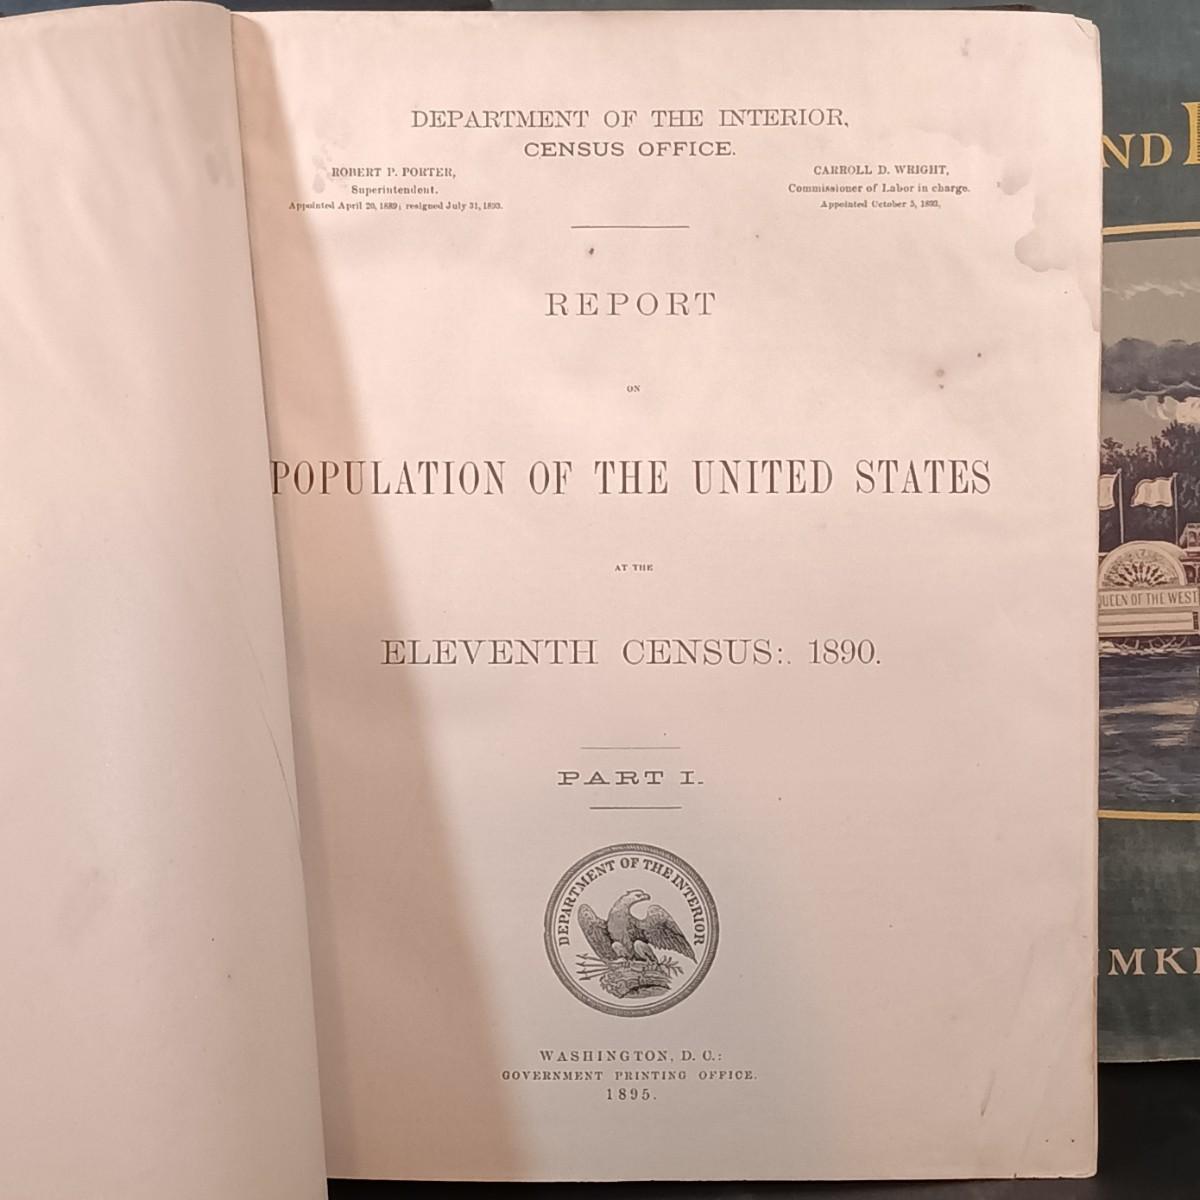 DEPARTMENT OF THE INTERIOR,
CENSUS OFFICE.
ROBERT P. PORTER,
Superintendent.
Appointed April 20, 1889; resigned July 31, 1893.
CARROLL D. WRIGHT,
Commissioner of Labor in charge.
Appointed October 5, 1893.
REPORT
ON
POPULATION OF THE UNITED STATES
AT THE
ELEVENTH CENSUS: 1890.
PART I.
DEPARTMENT OF THE INTERIOR
WASHINGTON, D. C.:
GOVERNMENT PRINTING OFFICE.
1895.
ND
QUEEN OF THE WEST
MK